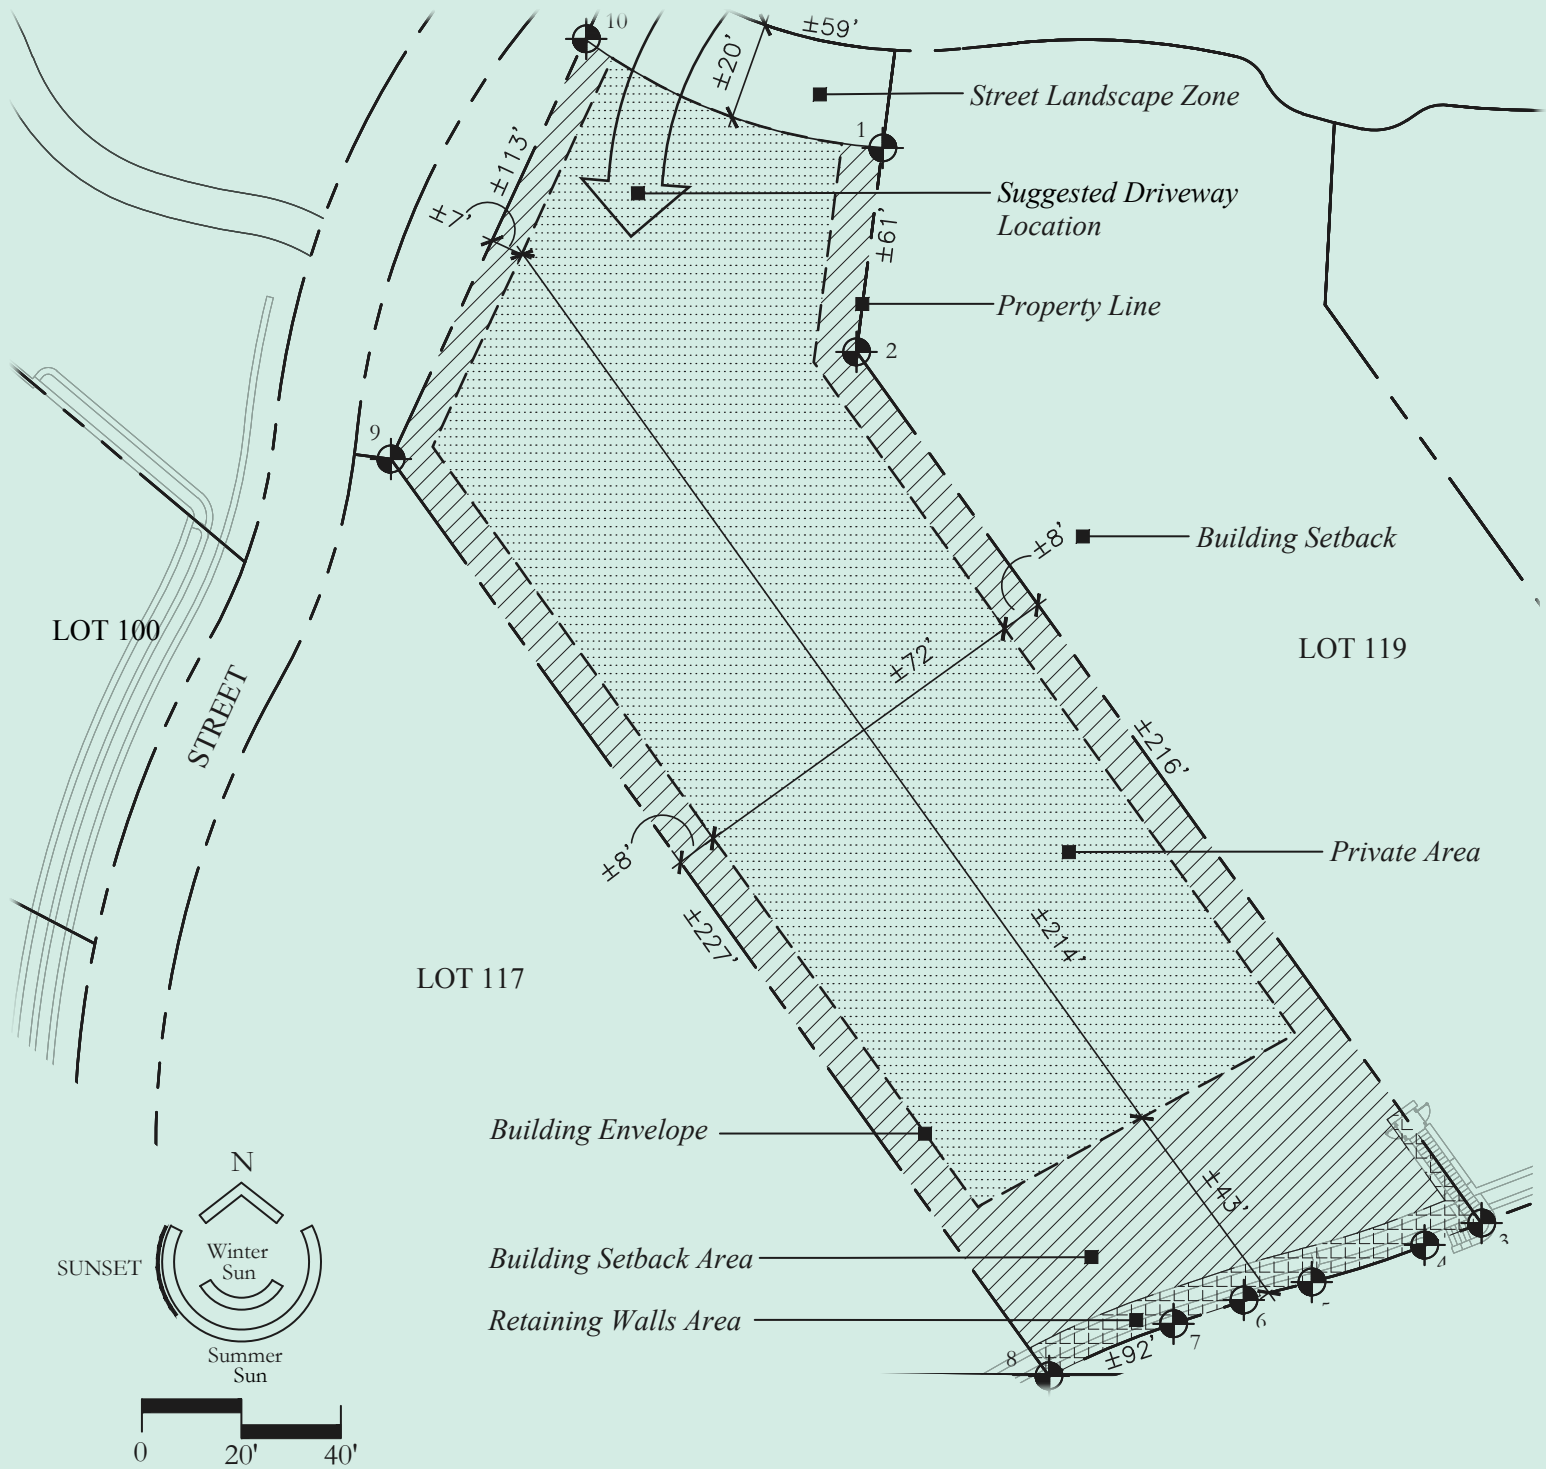 10
±59’
±20’
Street Landscape Zone
1
±113’
Suggested Driveway
Location
±7’
±61’
Property Line
2
9
±8’
Building Setback
LOT 100
LOT 119
±72’
STREET
±216’
Private Area
±8’
±227’
±214’
LOT 117
Building Envelope
±43’
N
Winter
Sun
SUNSET
Summer
Sun
Building Setback Area
3
4
6
Retaining Walls Area
7
8
±92’
0 20' 40'